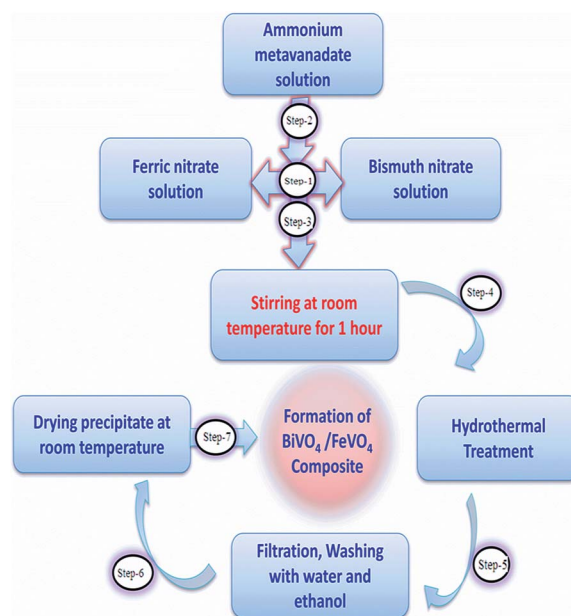 Ammonium
metavanadate
solution
Step-2
Ferric nitrate
solution
Step-1
Bismuth nitrate
solution
Step-3
Stirring at room
temperature for 1 hour
Step-4
Drying precipitate at
room temperature
Step-7
Formation of
BiVO₄ /FeVO₄
Composite
Hydrothermal
Treatment
Step-6
Filtration, Washing
with water and
ethanol
Step-5